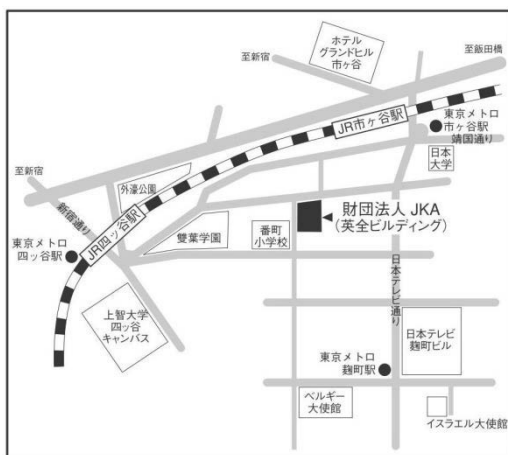 ホテル
グランドヒル
市ヶ谷
至新宿
至飯田橋
JR市ヶ谷駅
東京メトロ
市ヶ谷駅
靖国通り
日本
大学
至新宿
外濠公園
新宿通り
JR四ッ谷駅
東京メトロ
四ッ谷駅
雙葉学園
番町
小学校
財団法人 JKA
(英全ビルディング)
日本テレビ通り
上智大学
四ッ谷
キャンパス
日本テレビ
麹町ビル
東京メトロ
麹町駅
ベルギー
大使館
イスラエル大使館